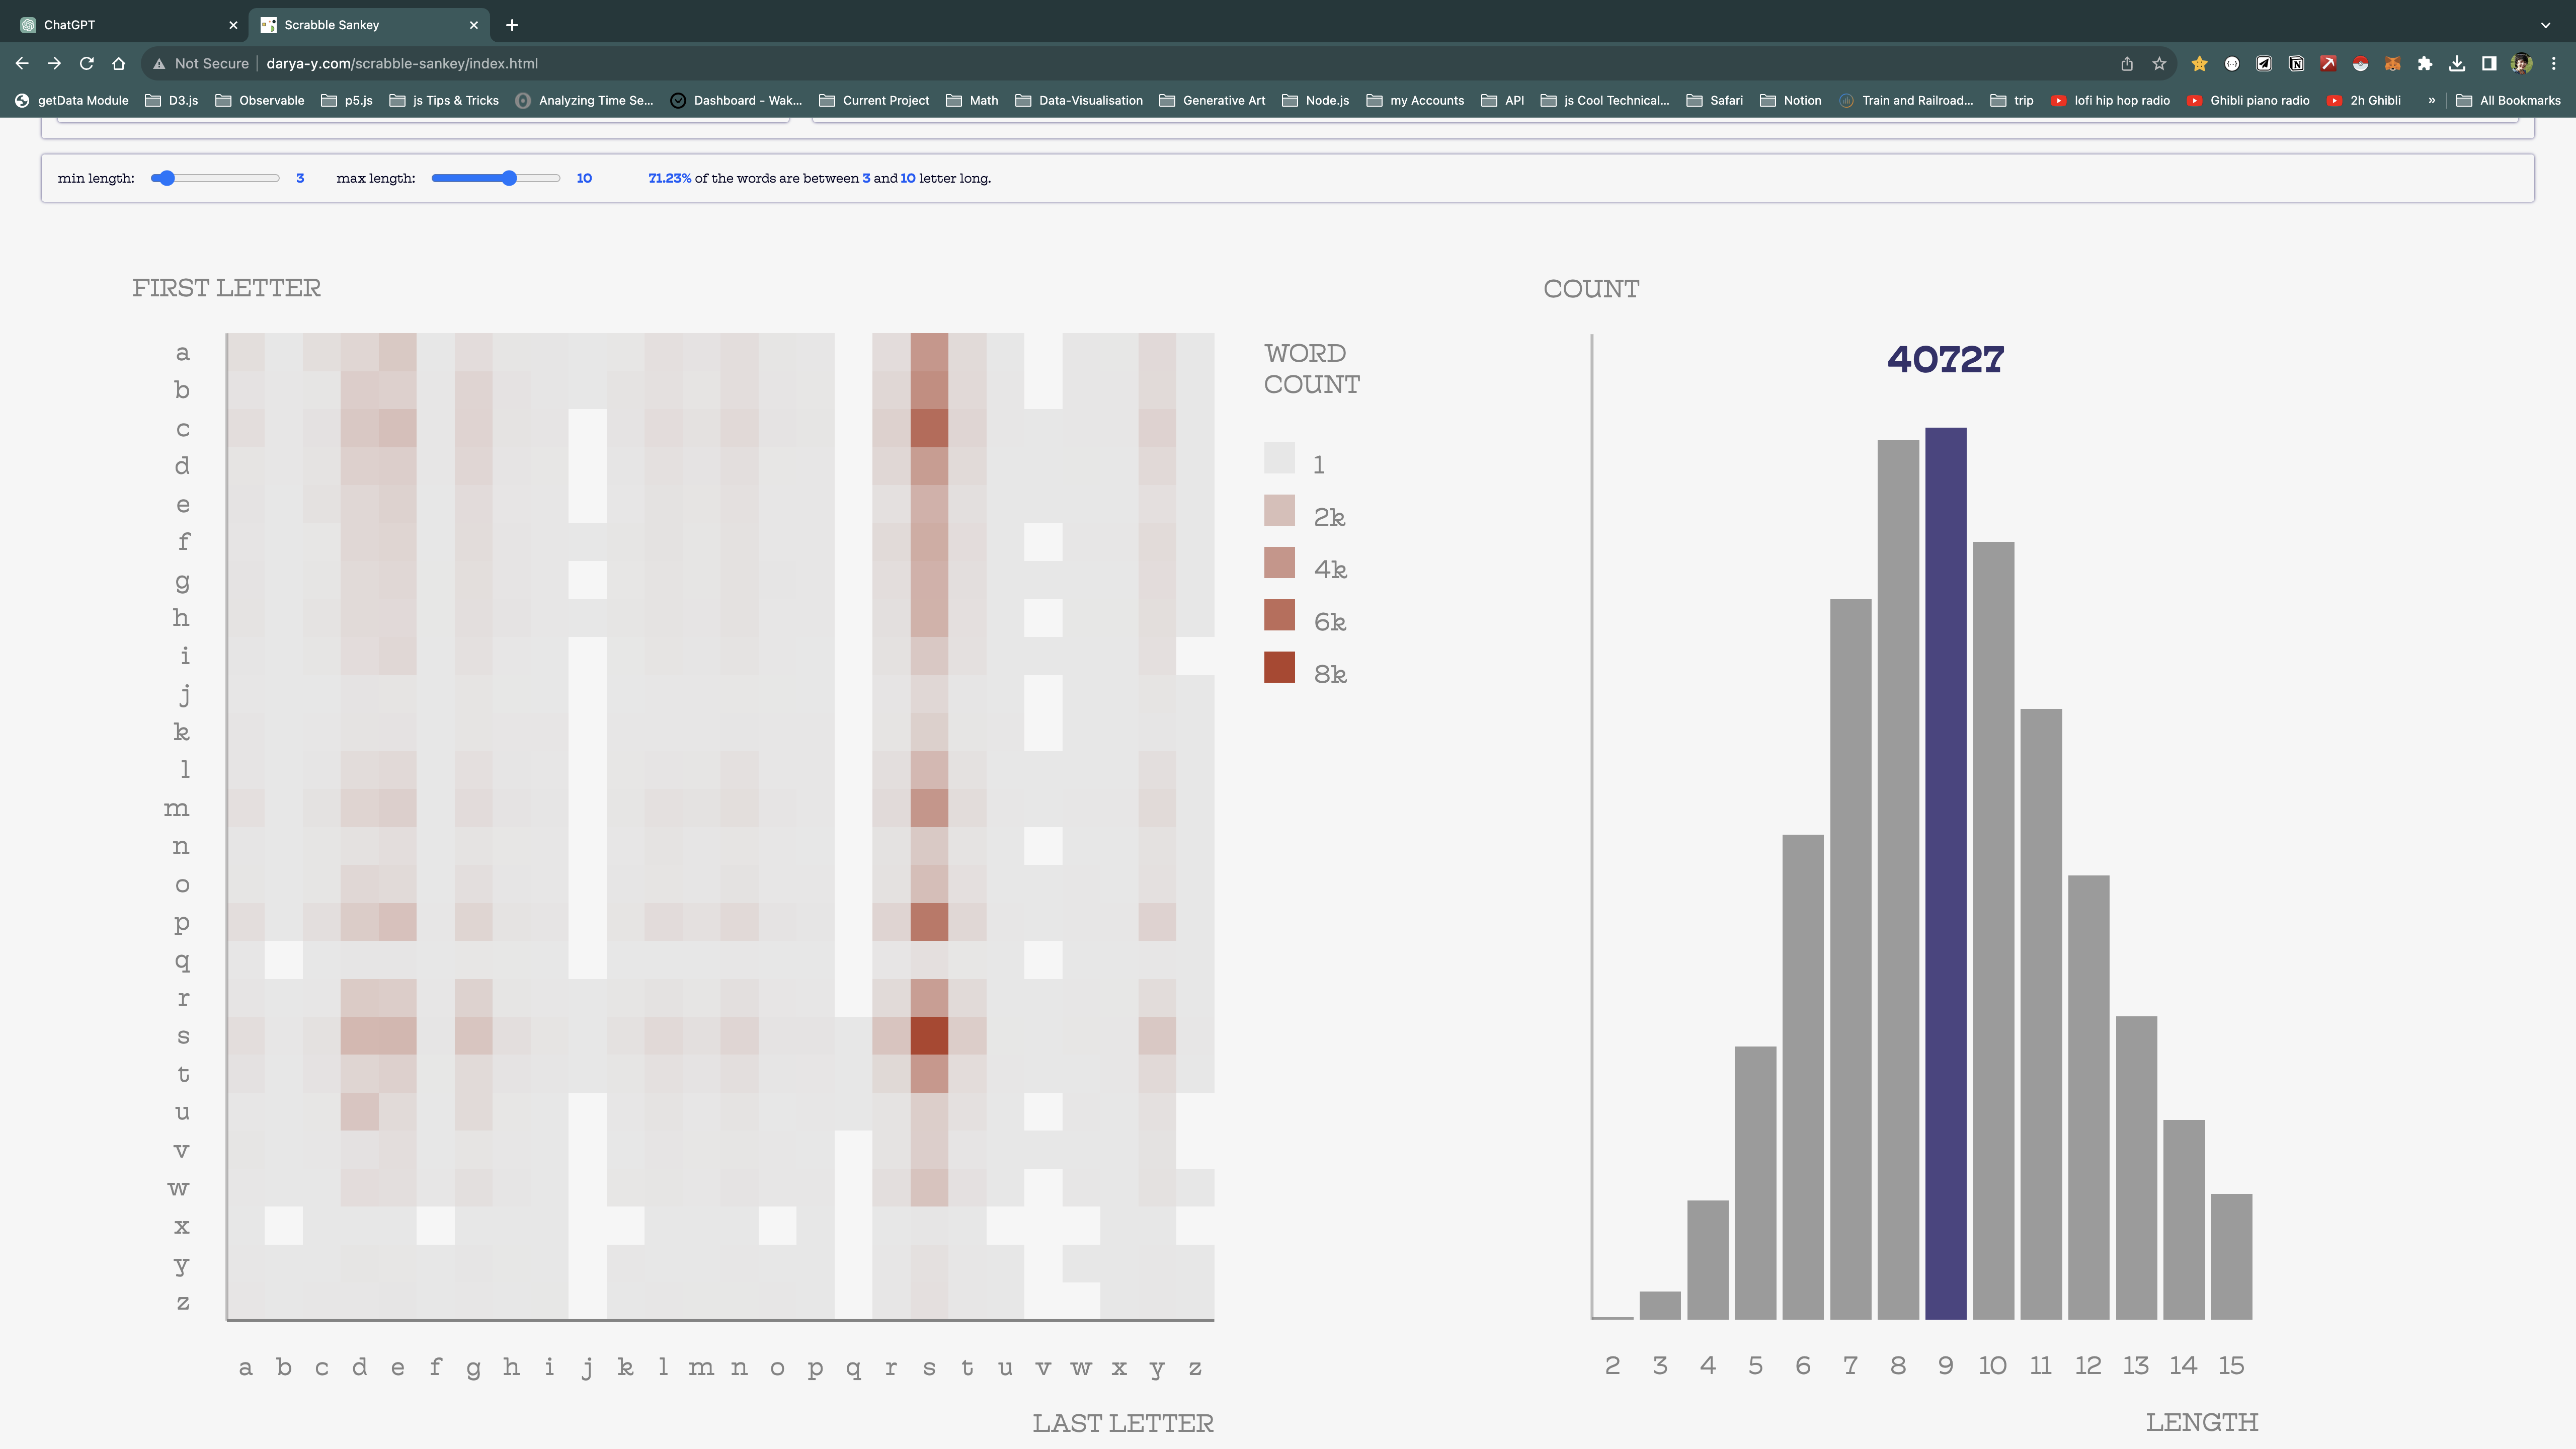 ChatGPT
Scrabble Sankey
Not Secure
darya-y.com/scrabble-sankey/index.html
getData Module D3.js Observable p5.js js Tips & Tricks Analyzing Time Se... Dashboard - Wak... Current Project Math Data-Visualisation Generative Art Node.js my Accounts API js Cool Technical... Safari Notion Train and Railroad... trip lofi hip hop radio Ghibli piano radio 2h Ghibli » All Bookmarks
min length: 3 max length: 10 71.23% of the words are between 3 and 10 letter long.
FIRST LETTER
a
b
c
d
e
f
g
h
i
j
k
l
m
n
o
p
q
r
s
t
u
v
w
x
y
z
a b c d e f g h i j k l m n o p q r s t u v w x y z
LAST LETTER
WORD
COUNT
1
2k
4k
6k
8k
COUNT
40727
2 3 4 5 6 7 8 9 10 11 12 13 14 15
LENGTH